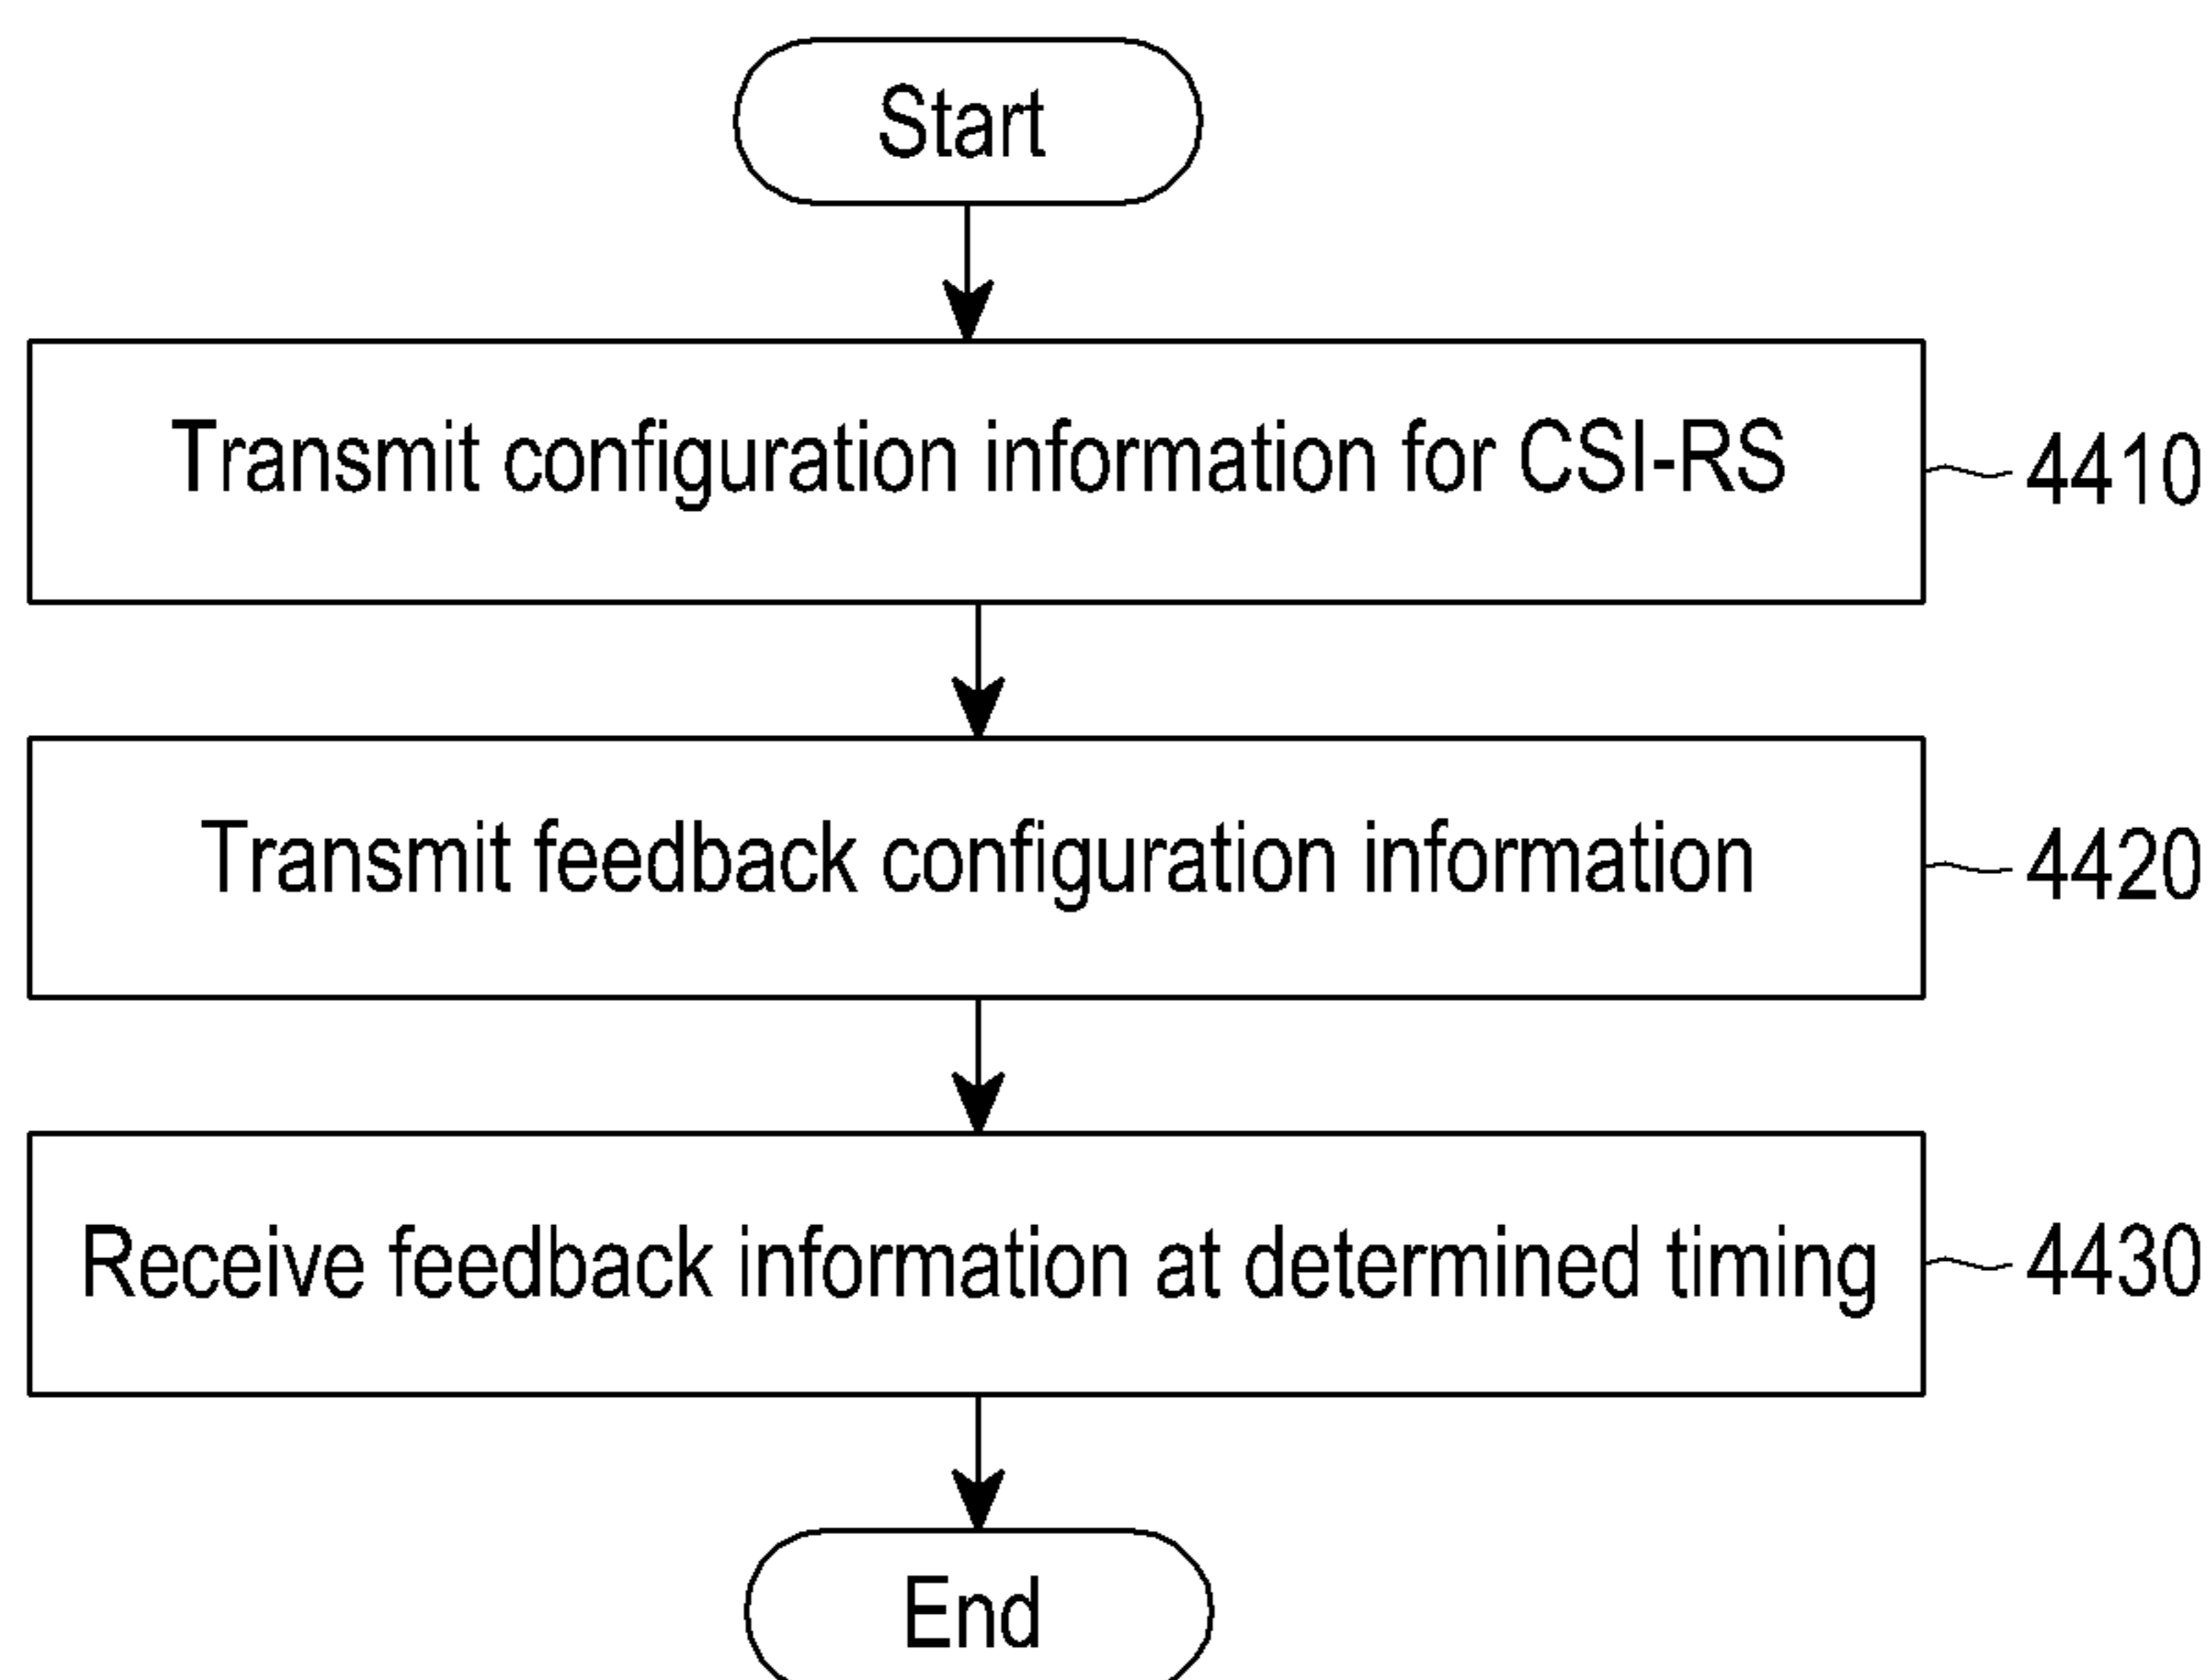 Start
Transmit configuration information for CSI-RS
4410
Transmit feedback configuration information
4420
Receive feedback information at determined timing
4430
End